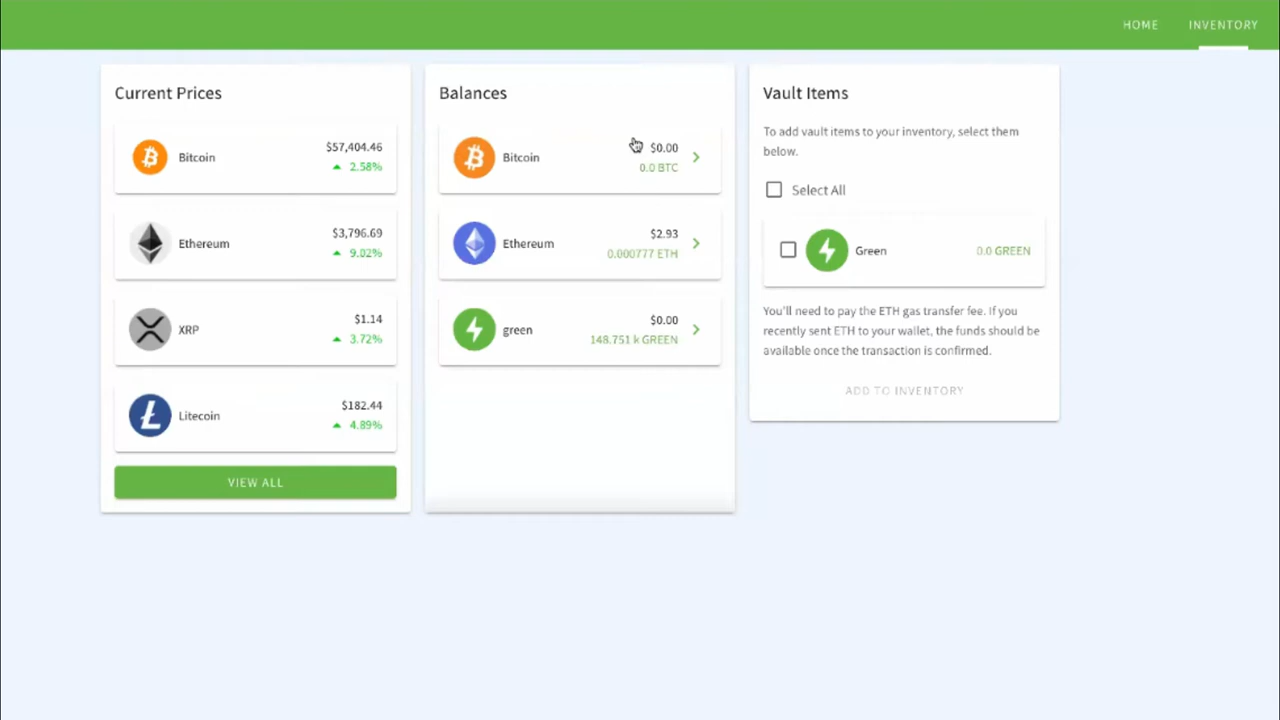 HOME
INVENTORY
Current Prices
Bitcoin
$57,404.46
2.58%
Ethereum
$3,796.69
9.02%
XRP
$1.14
3.72%
Litecoin
$182.44
4.89%
VIEW ALL
Balances
Bitcoin
$0.00
0.0 BTC
Ethereum
$2.93
0.000777 ETH
green
$0.00
148.751 k GREEN
Vault Items
To add vault items to your inventory, select them
below.
Select All
Green
0.0 GREEN
You'll need to pay the ETH gas transfer fee. If you
recently sent ETH to your wallet, the funds should be
available once the transaction is confirmed.
ADD TO INVENTORY